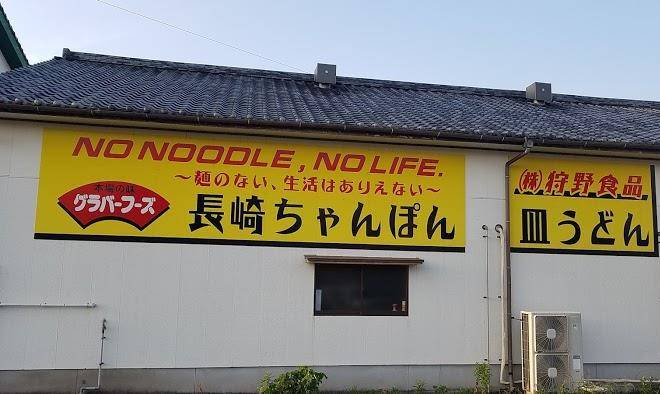 NO NOODLE, NO LIFE.
～麺のない、生活はありえない～
本場の味
グラバーフーズ
長崎ちゃんぽん
㈱狩野食品
皿うどん